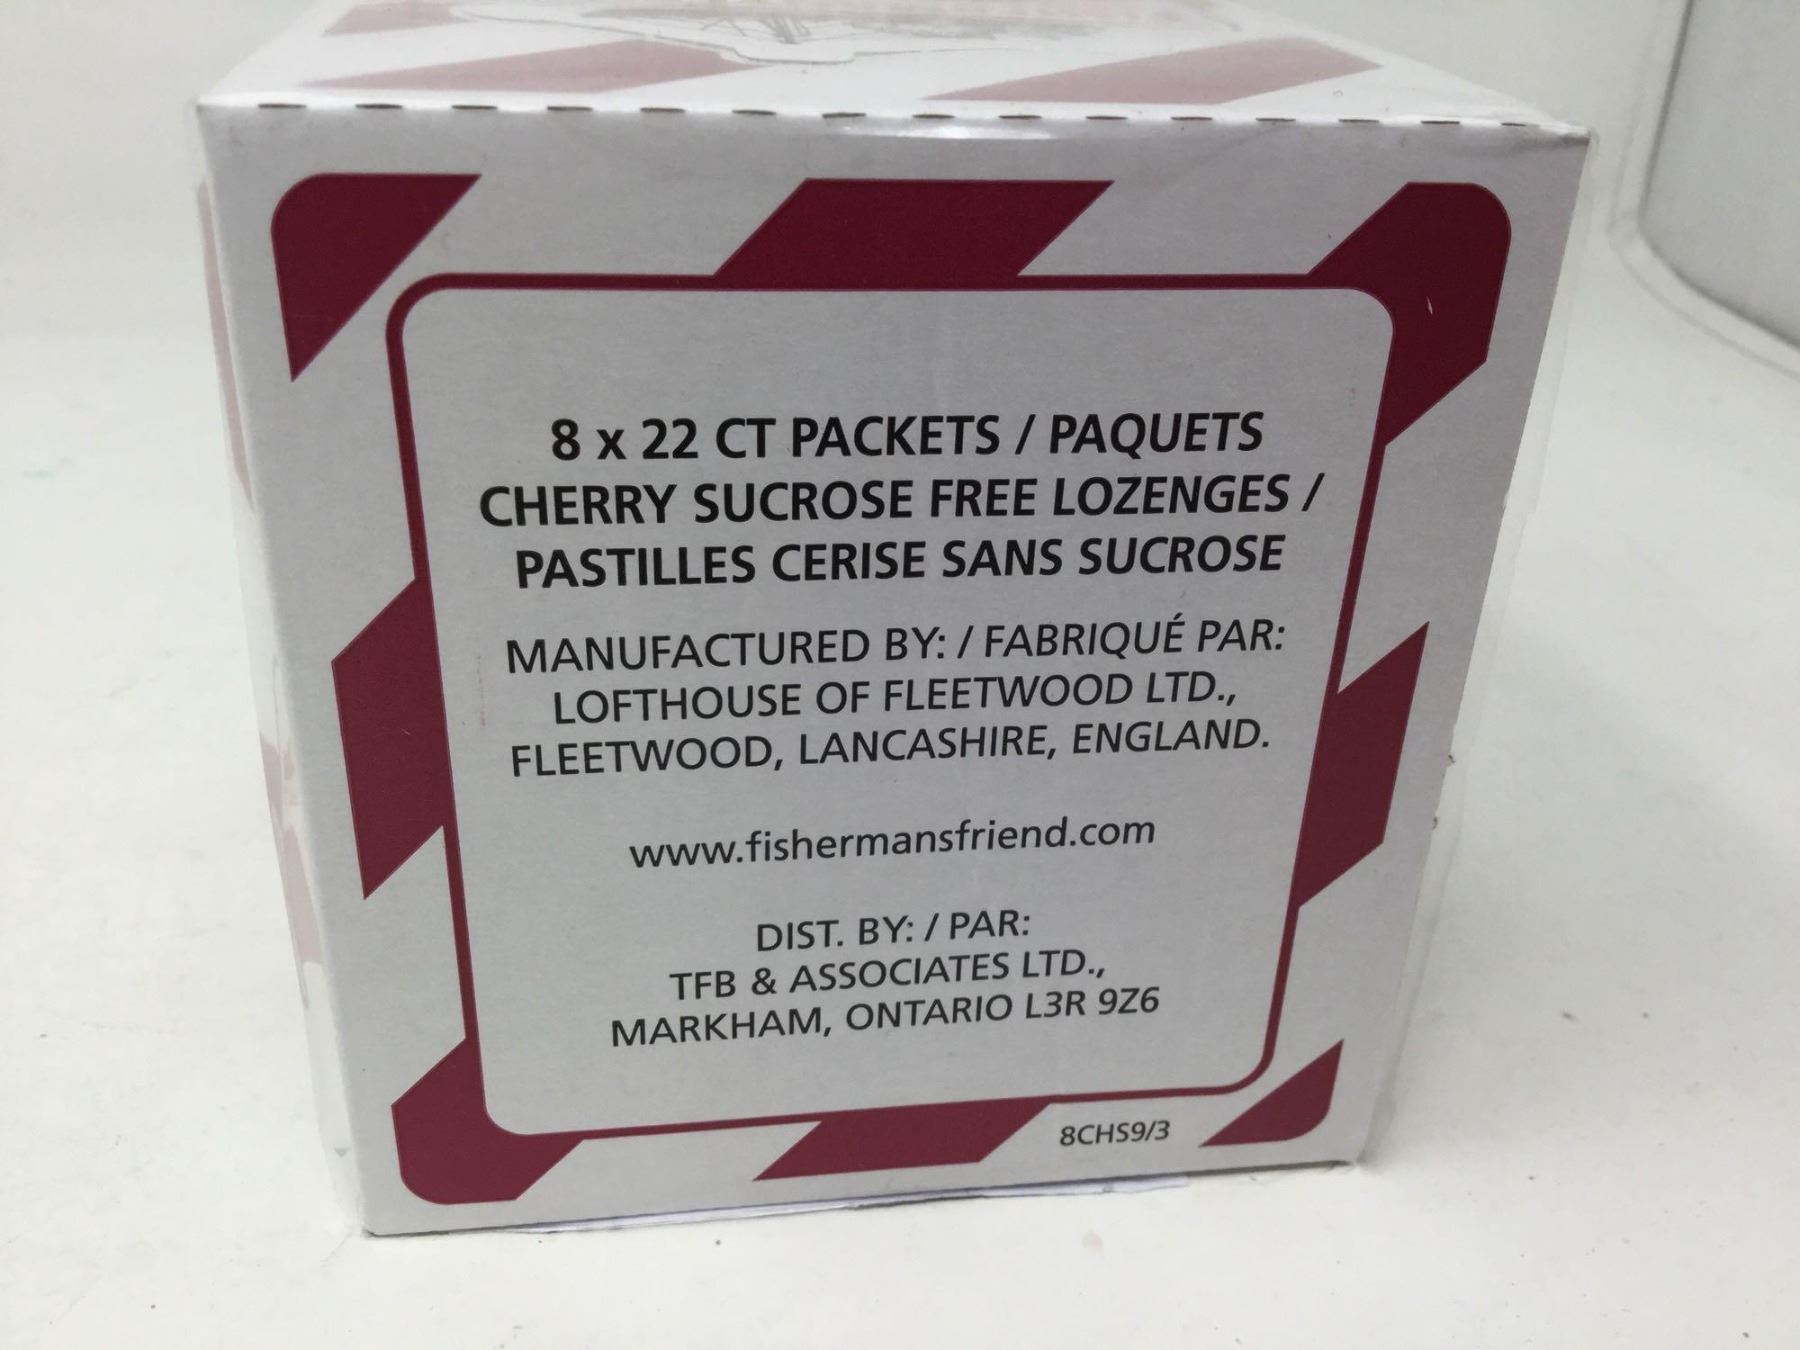 8 x 22 CT PACKETS / PAQUETS
CHERRY SUCROSE FREE LOZENGES /
PASTILLES CERISE SANS SUCROSE
MANUFACTURED BY: / FABRIQUÉ PAR:
LOFTHOUSE OF FLEETWOOD LTD.,
FLEETWOOD, LANCASHIRE, ENGLAND.
www.fishermansfriend.com
DIST. BY: / PAR:
TFB & ASSOCIATES LTD.,
MARKHAM, ONTARIO L3R 9Z6
8CHS9/3